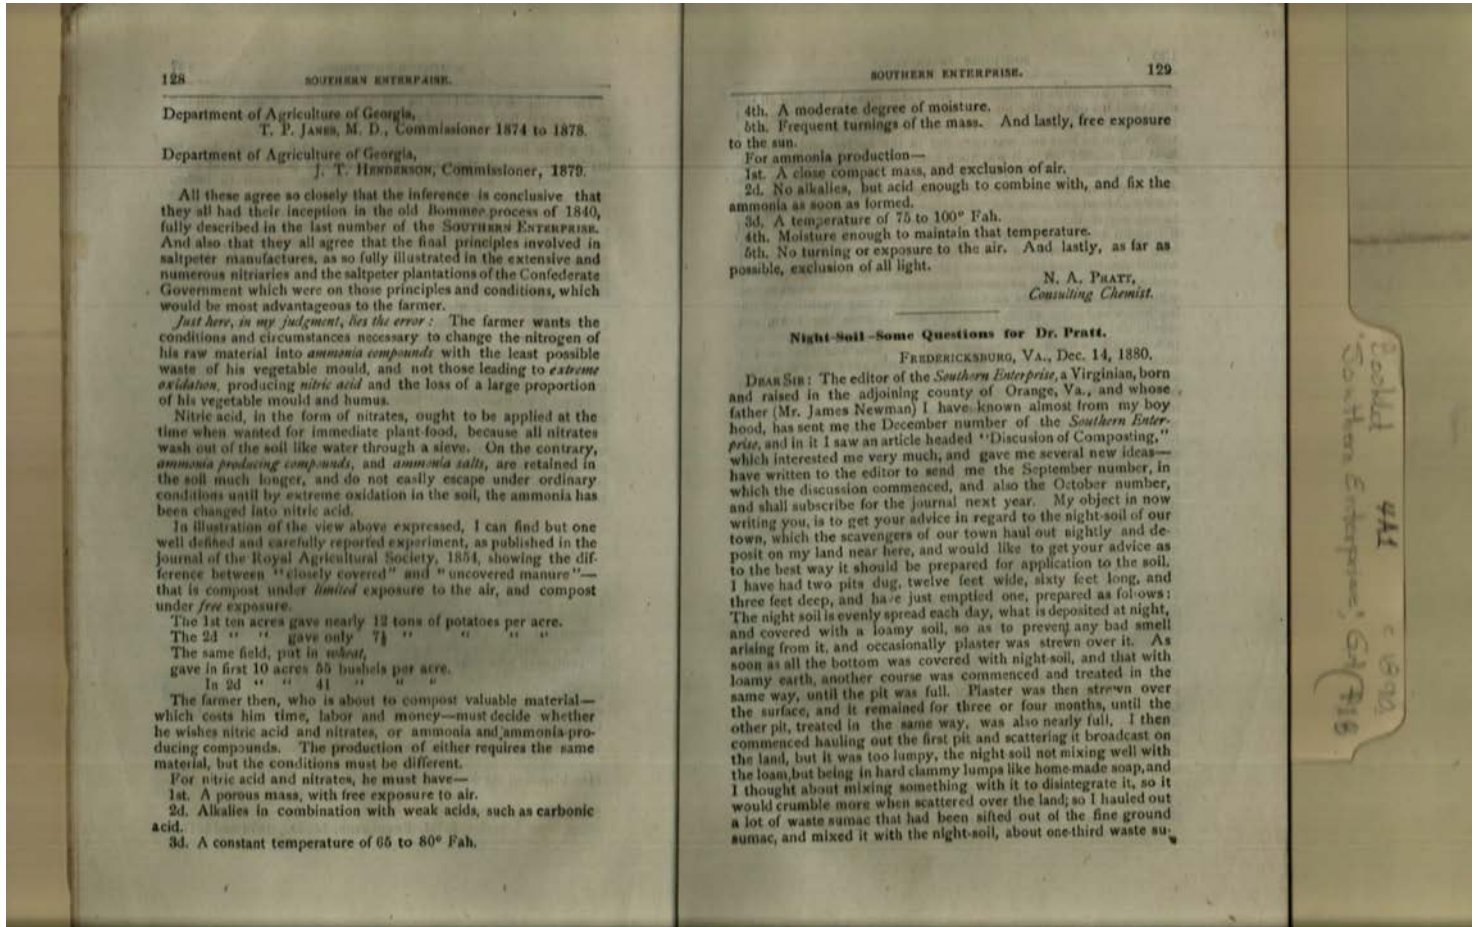 128
SOUTHERN ENTERPRISE.
Department of Agriculture of Georgia,
T. P. JANES, M. D., Commissioner 1874 to 1878.
Department of Agriculture of Georgia,
J. T. HENDERSON, Commissioner, 1879.
All these agree so closely that the inference is conclusive that
they all had their inception in the old Bommer process of 1840,
fully described in the last number of the SOUTHERN ENTERPRISE.
And also that they all agree that the final principles involved in
saltpeter manufactures, as so fully illustrated in the extensive and
numerous nitriaries and the saltpeter plantations of the Confederate
Government which were on those principles and conditions, which
would be most advantageous to the farmer.
Just here, in my judgment, lies the error: The farmer wants the
conditions and circumstances necessary to change the nitrogen of
his raw material into ammonia compounds with the least possible
waste of his vegetable mould, and not those leading to extreme
oxidation, producing nitric acid and the loss of a large proportion
of his vegetable mould and humus.
Nitric acid, in the form of nitrates, ought to be applied at the
time when wanted for immediate plant-food, because all nitrates
wash out of the soil like water through a sieve. On the contrary,
ammonia producing compounds, and ammonia salts, are retained in
the soil much longer, and do not easily escape under ordinary
conditions until by extreme oxidation in the soil, the ammonia has
been changed into nitric acid.
In illustration of the view above expressed, I can find but one
well defined and carefully reported experiment, as published in the
Journal of the Royal Agricultural Society, 1854, showing the dif-
ference between "closely covered" and "uncovered manure"—
that is compost under limited exposure to the air, and compost
under free exposure.
The 1st ten acres gave nearly 12 tons of potatoes per acre.
The 2d " " gave only 7½ " " " "
The same field, put in wheat,
gave in first 10 acres 55 bushels per acre.
In 2d " " 41 " " "
The farmer then, who is about to compost valuable material—
which costs him time, labor and money—must decide whether
he wishes nitric acid and nitrates, or ammonia and ammonia-pro-
ducing compounds. The production of either requires the same
material, but the conditions must be different.
For nitric acid and nitrates, he must have—
1st. A porous mass, with free exposure to air.
2d. Alkalies in combination with weak acids, such as carbonic
acid.
3d. A constant temperature of 65 to 80° Fah.
SOUTHERN ENTERPRISE.
129
4th. A moderate degree of moisture.
5th. Frequent turnings of the mass. And lastly, free exposure
to the sun.
For ammonia production—
1st. A close compact mass, and exclusion of air.
2d. No alkalies, but acid enough to combine with, and fix the
ammonia as soon as formed.
3d. A temperature of 75 to 100° Fah.
4th. Moisture enough to maintain that temperature.
5th. No turning or exposure to the air. And lastly, as far as
possible, exclusion of all light.
N. A. PRATT,
Consulting Chemist.
Night-Soil—Some Questions for Dr. Pratt.
FREDERICKSBURG, VA., Dec. 14, 1880.
DEAR SIR: The editor of the Southern Enterprise, a Virginian, born
and raised in the adjoining county of Orange, Va., and whose
father (Mr. James Newman) I have known almost from my boy
hood, has sent me the December number of the Southern Enter-
prise, and in it I saw an article headed "Discusion of Composting,"
which interested me very much, and gave me several new ideas—
have written to the editor to send me the September number, in
which the discussion commenced, and also the October number,
and shall subscribe for the journal next year. My object in now
writing you, is to get your advice in regard to the night-soil of our
town, which the scavengers of our town haul out nightly and de-
posit on my land near here, and would like to get your advice as
to the best way it should be prepared for application to the soil.
I have had two pits dug, twelve feet wide, sixty feet long, and
three feet deep, and have just emptied one, prepared as follows:
The night soil is evenly spread each day, what is deposited at night,
and covered with a loamy soil, so as to prevent any bad smell
arising from it, and occasionally plaster was strewn over it. As
soon as all the bottom was covered with night-soil, and that with
loamy earth, another course was commenced and treated in the
same way, until the pit was full. Plaster was then strewn over
the surface, and it remained for three or four months, until the
other pit, treated in the same way, was also nearly full. I then
commenced hauling out the first pit and scattering it broadcast on
the land, but it was too lumpy, the night soil not mixing well with
the loam, but being in hard clammy lumps like home-made soap, and
I thought about mixing something with it to disintegrate it, so it
would crumble more when scattered over the land; so I hauled out
a lot of waste sumac that had been sifted out of the fine ground
sumac, and mixed it with the night-soil, about one-third waste su-
Booklet 4A1
"Southern Enterprise," GA